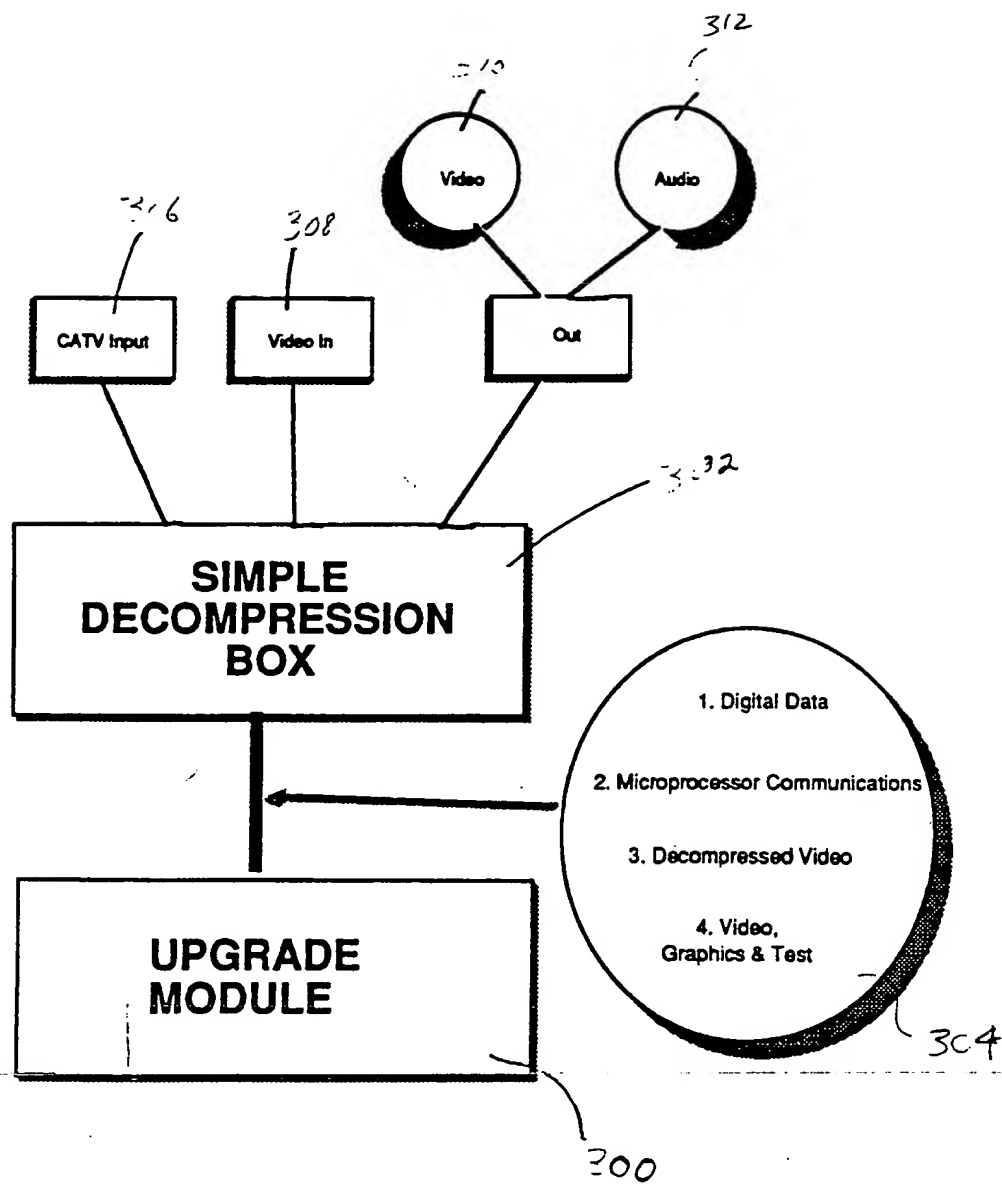 312
Video
Audio
308
CATV Input
Video In
Out
SIMPLE
DECOMPRESSION
BOX
1. Digital Data
2. Microprocessor Communications
3. Decompressed Video
4. Video,
Graphics & Test
UPGRADE
MODULE
304
300